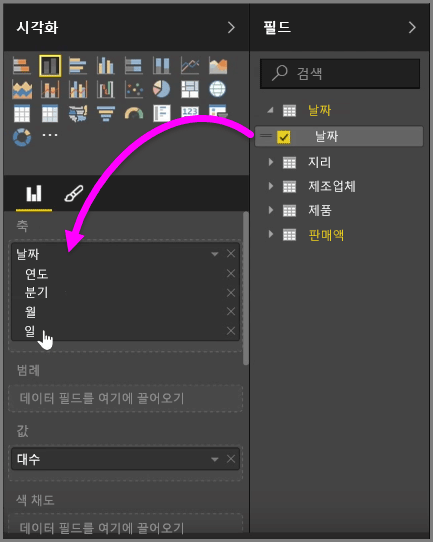 시각화
필드
검색
날짜
날짜
지리
제조업체
제품
판매액
축
날짜
연도
분기
월
일
범례
데이터 필드를 여기에 끌어오기
값
대수
색 채도
데이터 필드를 여기에 끌어오기